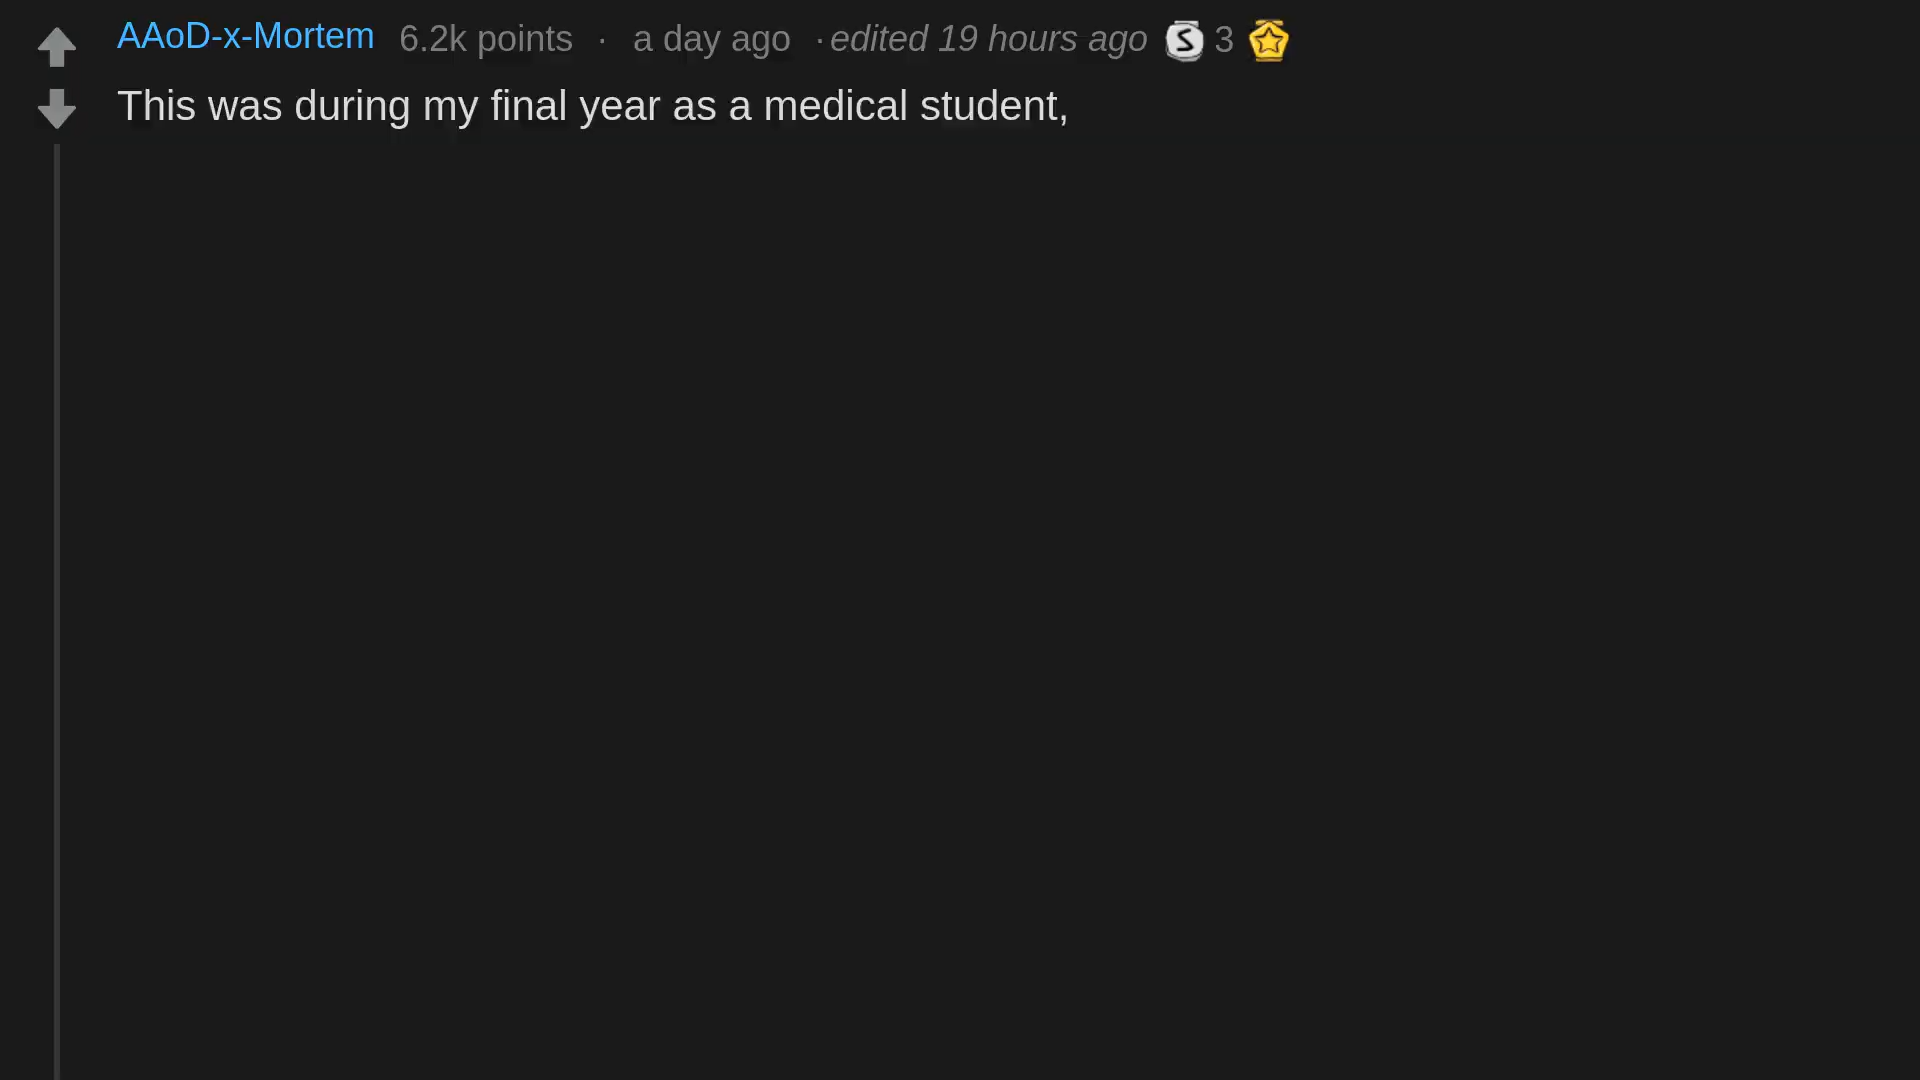 AAoD-x-Mortem 6.2k points · a day ago · edited 19 hours ago S 3
This was during my final year as a medical student,